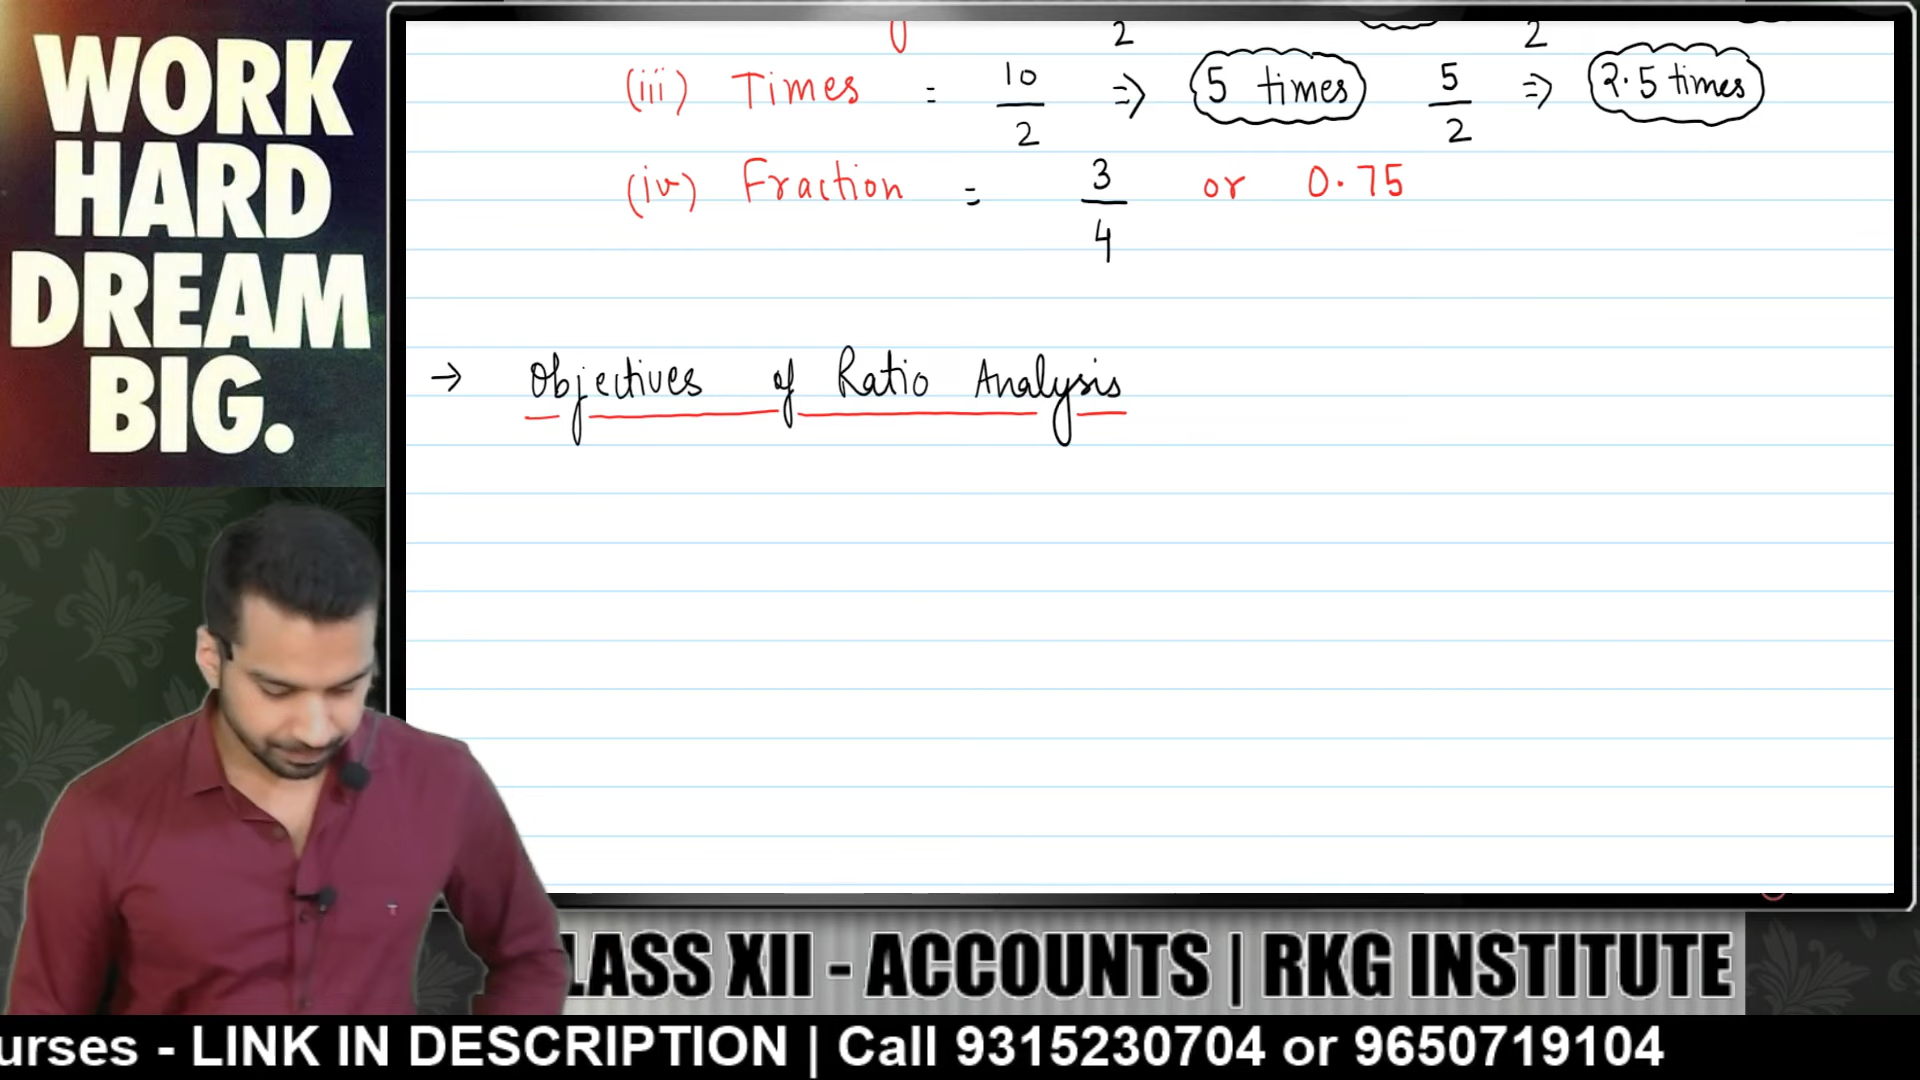 WORK
HARD
DREAM
BIG.
2 2
(iii) Times = 10/2 => 5 times 5/2 => 2.5 times
(iv) Fraction = 3/4 or 0.75
→ Objectives of Ratio Analysis
LASS XII - ACCOUNTS | RKG INSTITUTE
urses - LINK IN DESCRIPTION | Call 9315230704 or 9650719104